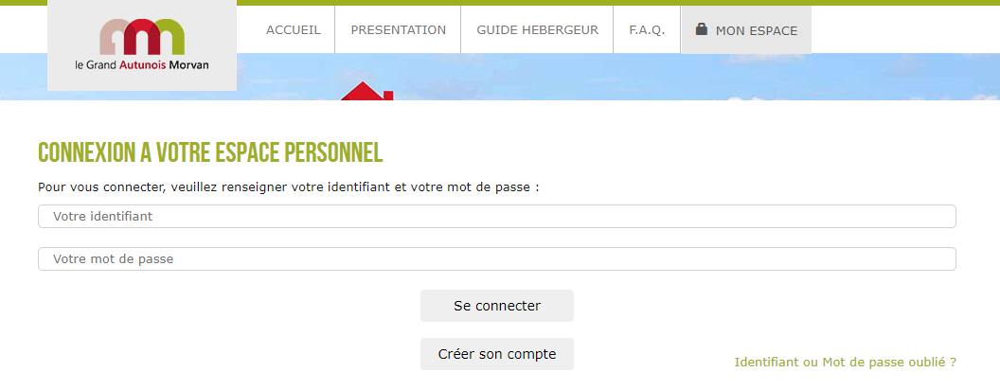 le Grand Autunois Morvan
ACCUEIL
PRESENTATION
GUIDE HEBERGEUR
F.A.Q.
MON ESPACE
CONNEXION A VOTRE ESPACE PERSONNEL
Pour vous connecter, veuillez renseigner votre identifiant et votre mot de passe :
Votre identifiant
Votre mot de passe
Se connecter
Créer son compte
Identifiant ou Mot de passe oublié ?